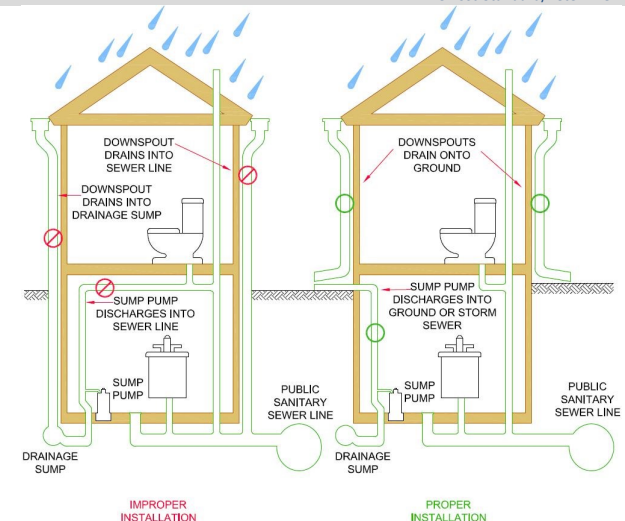 DOWNSPOUT
DRAINS INTO
SEWER LINE
DOWNSPOUT
DRAINS INTO
DRAINAGE SUMP
SUMP PUMP
DISCHARGES INTO
SEWER LINE
SUMP
PUMP
PUBLIC
SANITARY
SEWER LINE
DRAINAGE
SUMP
IMPROPER
INSTALLATION
DOWNSPOUTS
DRAIN ONTO
GROUND
SUMP PUMP
DISCHARGES INTO
GROUND OR STORM
SEWER
SUMP
PUMP
PUBLIC
SANITARY
SEWER LINE
DRAINAGE
SUMP
PROPER
INSTALLATION